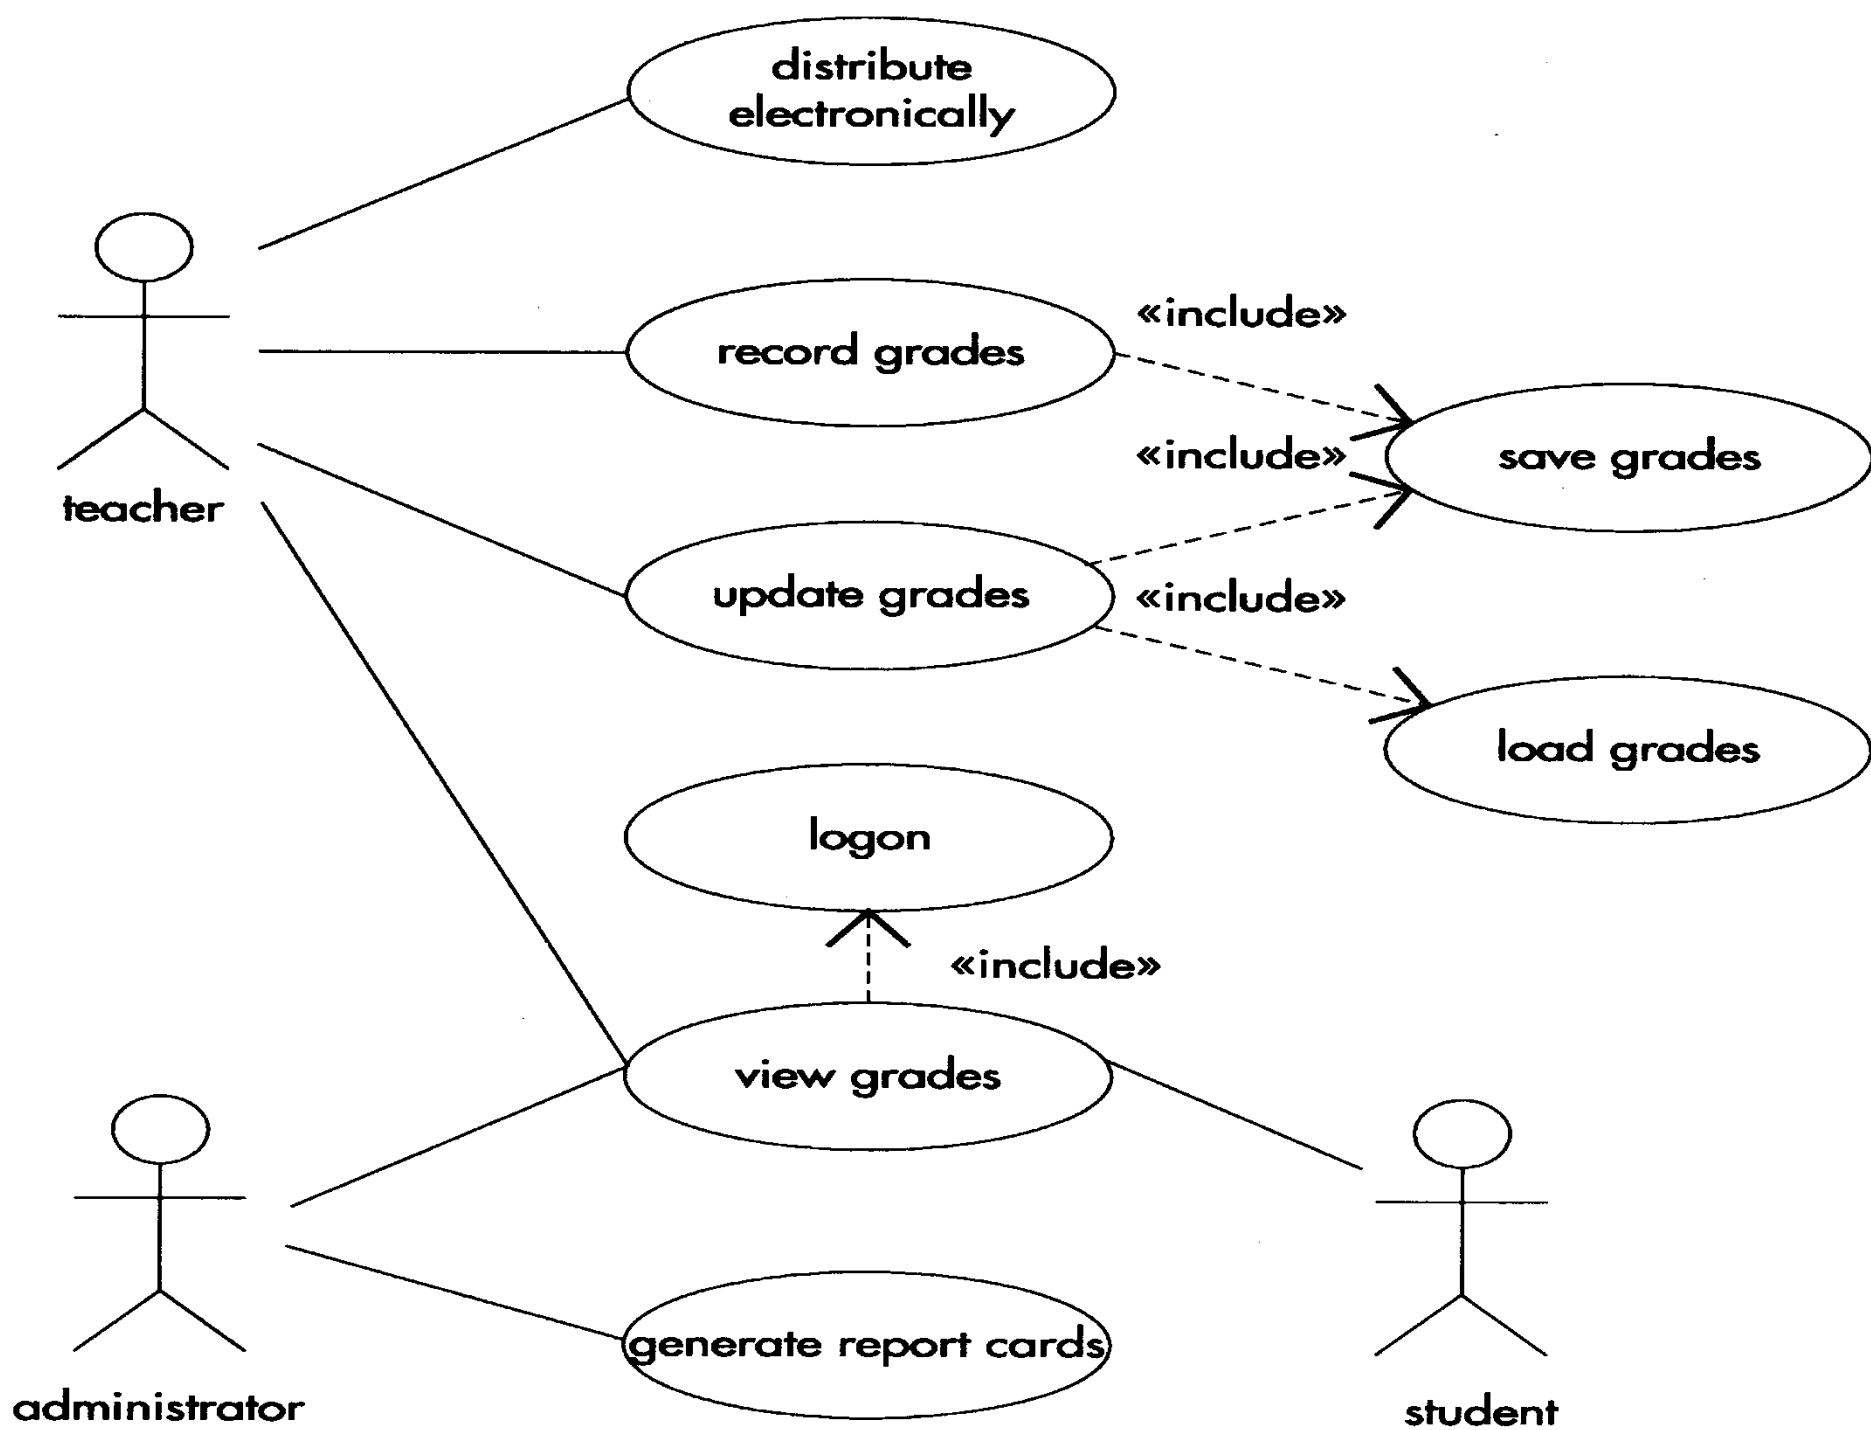 distribute
electronically
«include»
record grades
«include»
save grades
teacher
update grades
«include»
load grades
logon
«include»
view grades
generate report cards
administrator
student